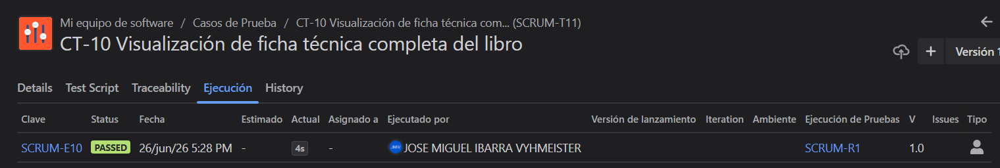 Mi equipo de software / Casos de Prueba / CT-10 Visualización de ficha técnica com... (SCRUM-T11)
CT-10 Visualización de ficha técnica completa del libro
+ Versión 1
Details Test Script Traceability Ejecución History
Clave Status Fecha Estimado Actual Asignado a Ejecutado por Versión de lanzamiento Iteration Ambiente Ejecución de Pruebas V Issues Tipo
SCRUM-E10 PASSED 26/jun/26 5:28 PM - 4s - JOSE MIGUEL IBARRA VYHMEISTER SCRUM-R1 1.0